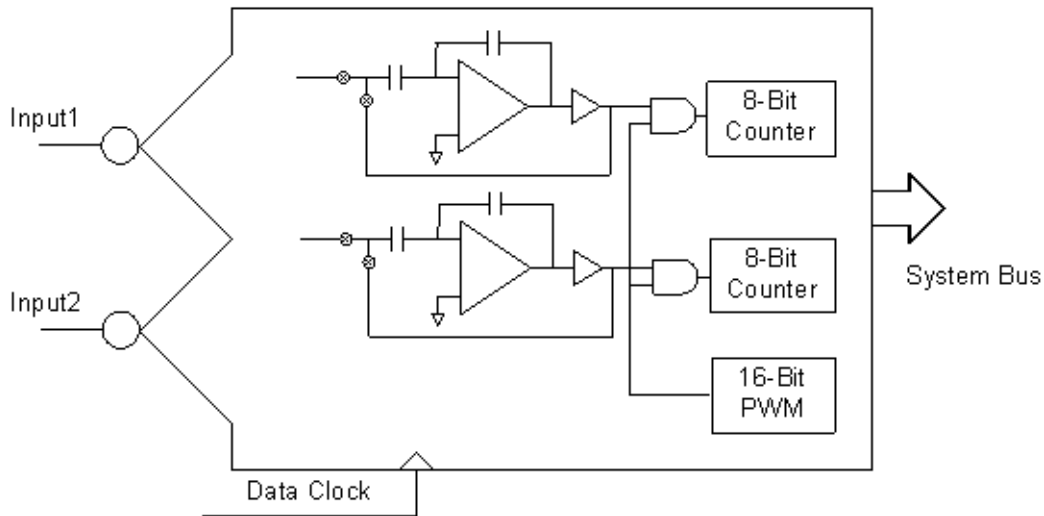 Input1
8-Bit
Counter
Input2
8-Bit
Counter
System Bus
16-Bit
PWM
Data Clock